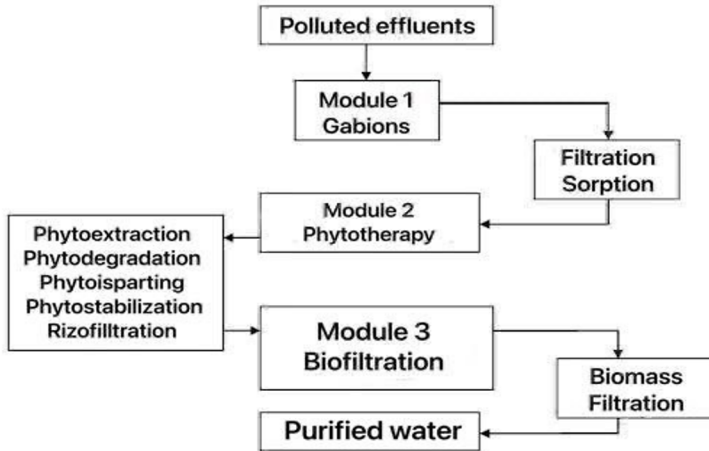 Polluted effluents
Module 1
Gabions
Filtration
Sorption
Module 2
Phytotherapy
Phytoextraction
Phytodegradation
Phytoisparting
Phytostabilization
Rizofilltration
Module 3
Biofiltration
Biomass
Filtration
Purified water